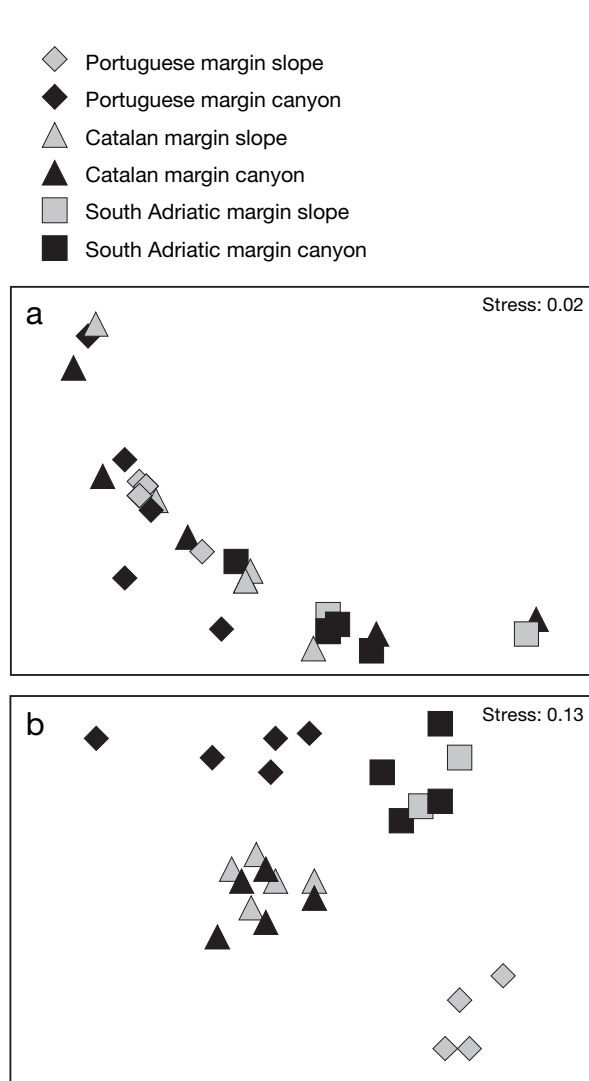 Portuguese margin slope
Portuguese margin canyon
Catalan margin slope
Catalan margin canyon
South Adriatic margin slope
South Adriatic margin canyon
a
Stress: 0.02
b
Stress: 0.13